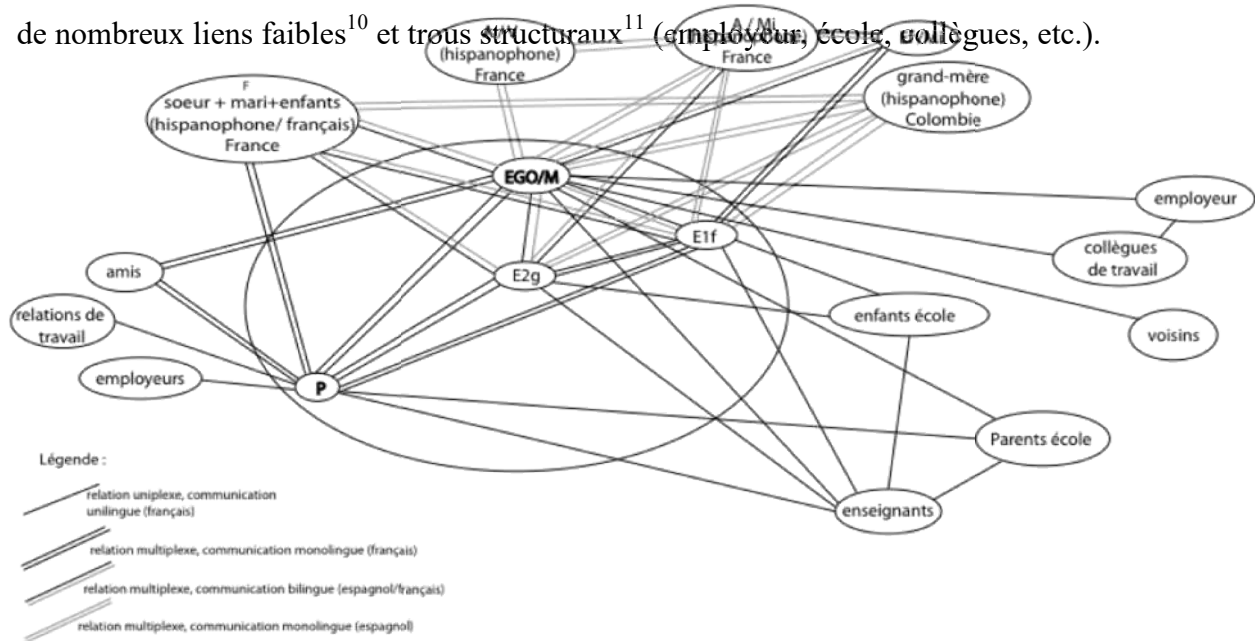 de nombreux liens faibles10 et trous structuraux11 (employeur, école, collègues, etc.).
(hispanophone)
France
A / Mi
France
grand-mère
(hispanophone)
Colombie
F
soeur + mari+enfants
(hispanophone/ français)
France
EGO/M
employeur
E1f
collègues
de travail
amis
E2g
relations de
travail
enfants école
voisins
employeurs
P
Parents école
Légende :
enseignants
relation uniplexe, communication
unilingue (français)
relation multiplexe, communication monolingue (français)
relation multiplexe, communication bilingue (espagnol/français)
relation multiplexe, communication monolingue (espagnol)